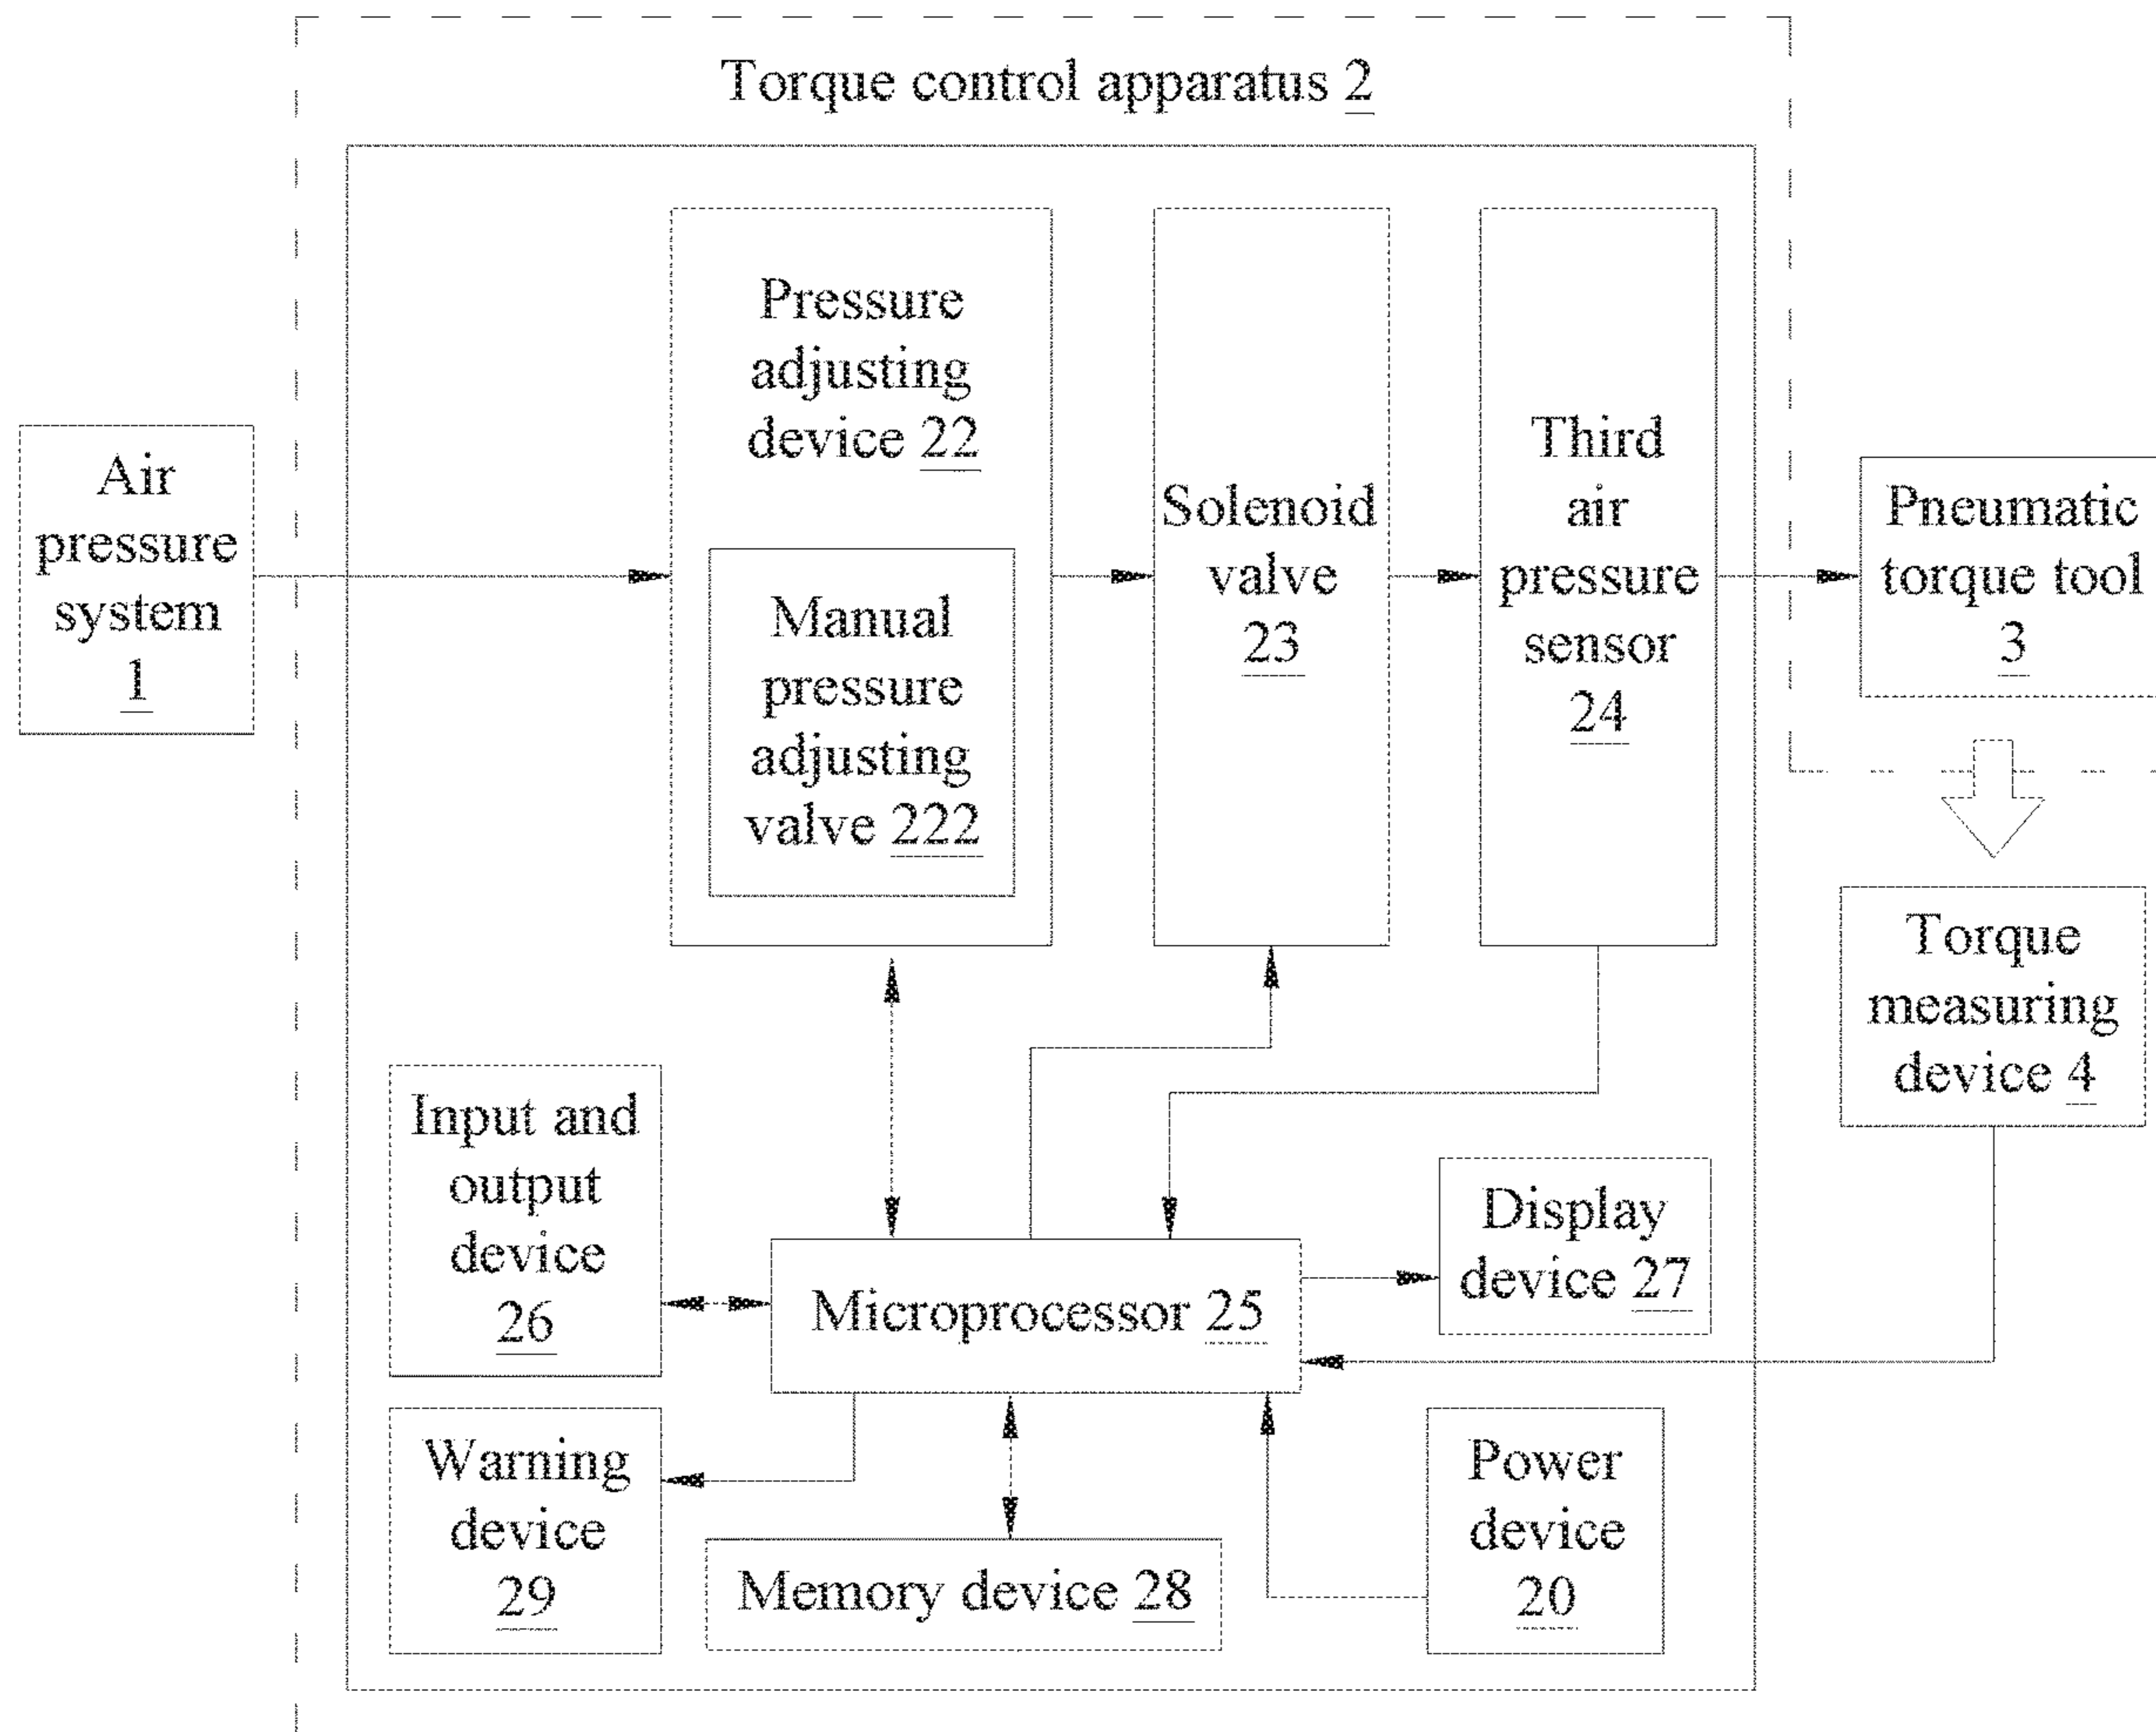 Torque control apparatus 2
Air
pressure
system
1
Pressure
adjusting
device 22
Manual
pressure
adjusting
valve 222
Solenoid
valve
23
Third
air
pressure
sensor
24
Pneumatic
torque tool
3
Torque
measuring
device 4
Input and
output
device
26
Microprocessor 25
Display
device 27
Warning
device
29
Memory device 28
Power
device
20